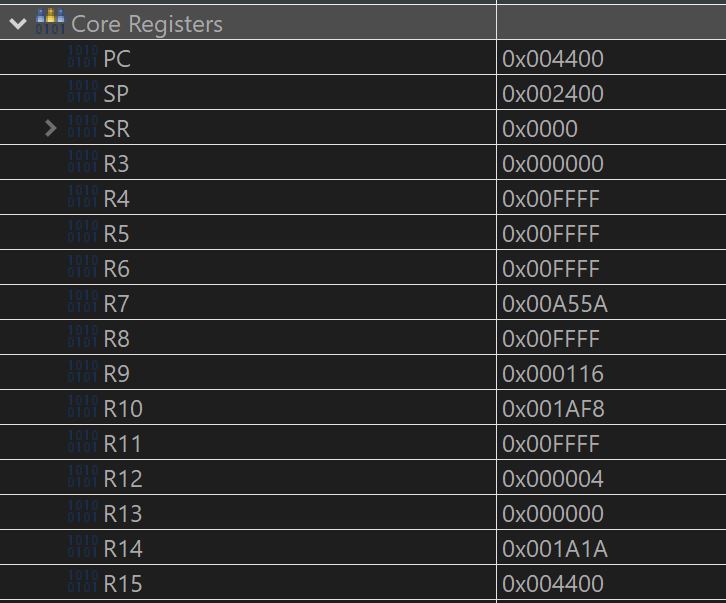 Core Registers
PC 0x004400
SP 0x002400
SR 0x0000
R3 0x000000
R4 0x00FFFF
R5 0x00FFFF
R6 0x00FFFF
R7 0x00A55A
R8 0x00FFFF
R9 0x000116
R10 0x001AF8
R11 0x00FFFF
R12 0x000004
R13 0x000000
R14 0x001A1A
R15 0x004400